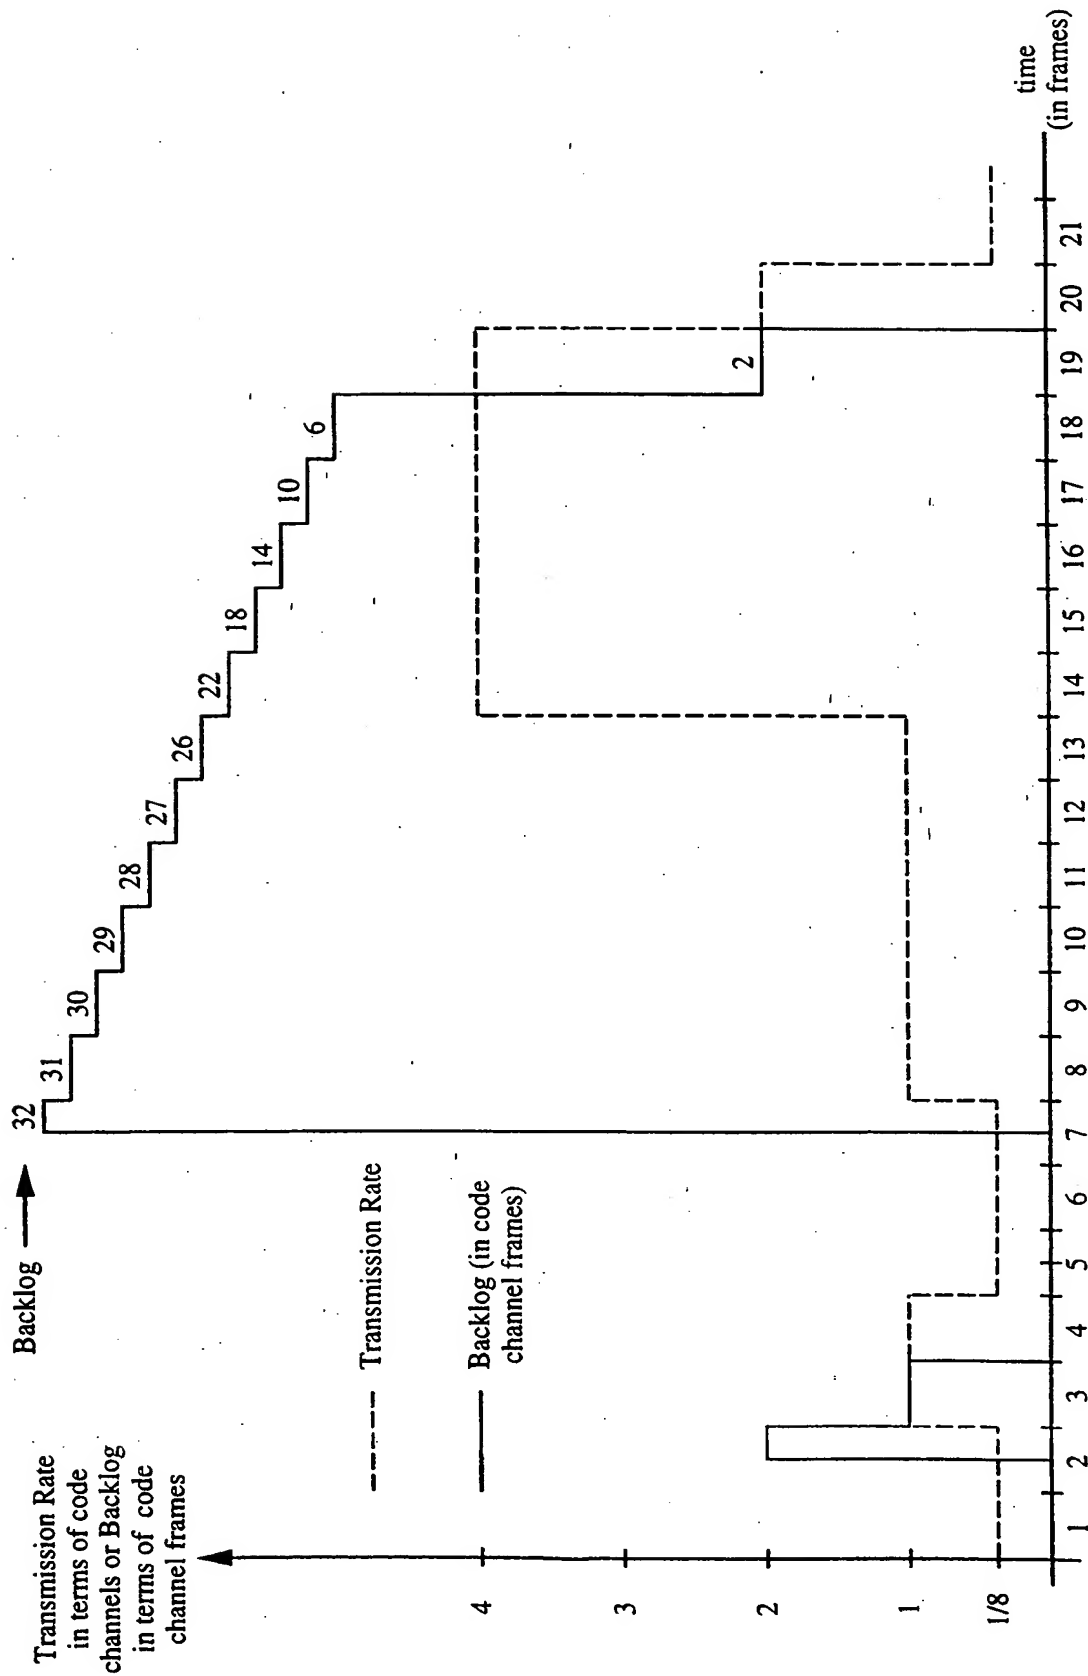 Transmission Rate
in terms of code
channels or Backlog
in terms of code
channel frames
Backlog
32
31
30
29
28
27
26
22
18
14
10
6
2
Transmission Rate
Backlog (in code
channel frames)
4
3
2
1
1/8
1 2 3 4 5 6 7 8 9 10 11 12 13 14 15 16 17 18 19 20 21
time
(in frames)